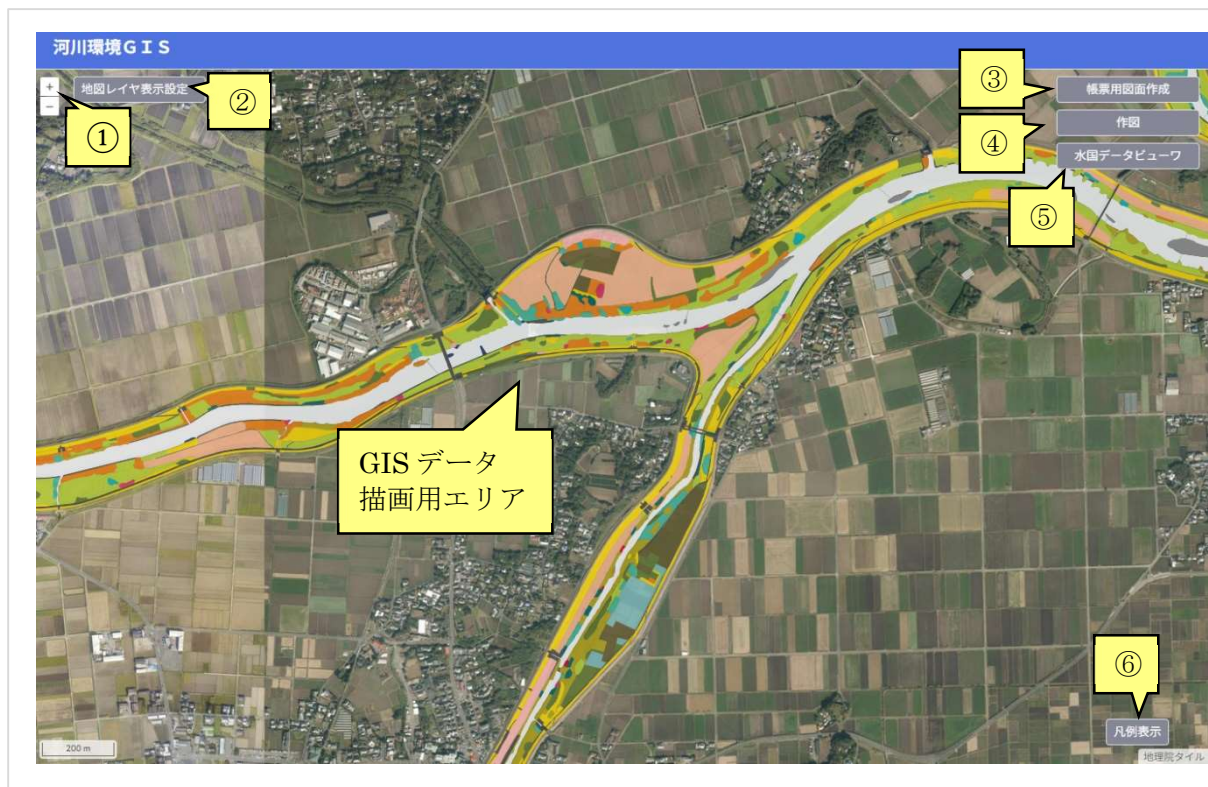 河川環境ＧＩＳ
+
−
地図レイヤ表示設定
①
②
③
帳票用図面作成
④
作図
水国データビューワ
⑤
GIS データ
描画用エリア
⑥
凡例表示
200 m
地理院タイル